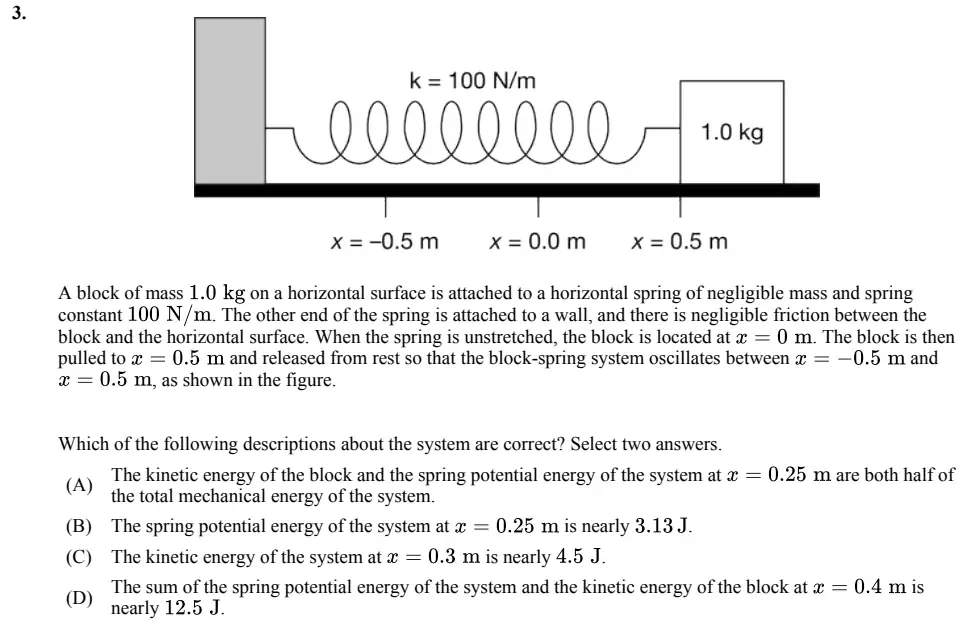 3.
k = 100 N/m
1.0 kg
x = –0.5 m x = 0.0 m x = 0.5 m
A block of mass 1.0 kg on a horizontal surface is attached to a horizontal spring of negligible mass and spring
constant 100 N/m. The other end of the spring is attached to a wall, and there is negligible friction between the
block and the horizontal surface. When the spring is unstretched, the block is located at x = 0 m. The block is then
pulled to x = 0.5 m and released from rest so that the block-spring system oscillates between x = −0.5 m and
x = 0.5 m, as shown in the figure.
Which of the following descriptions about the system are correct? Select two answers.
(A) The kinetic energy of the block and the spring potential energy of the system at x = 0.25 m are both half of
the total mechanical energy of the system.
(B) The spring potential energy of the system at x = 0.25 m is nearly 3.13 J.
(C) The kinetic energy of the system at x = 0.3 m is nearly 4.5 J.
(D) The sum of the spring potential energy of the system and the kinetic energy of the block at x = 0.4 m is
nearly 12.5 J.